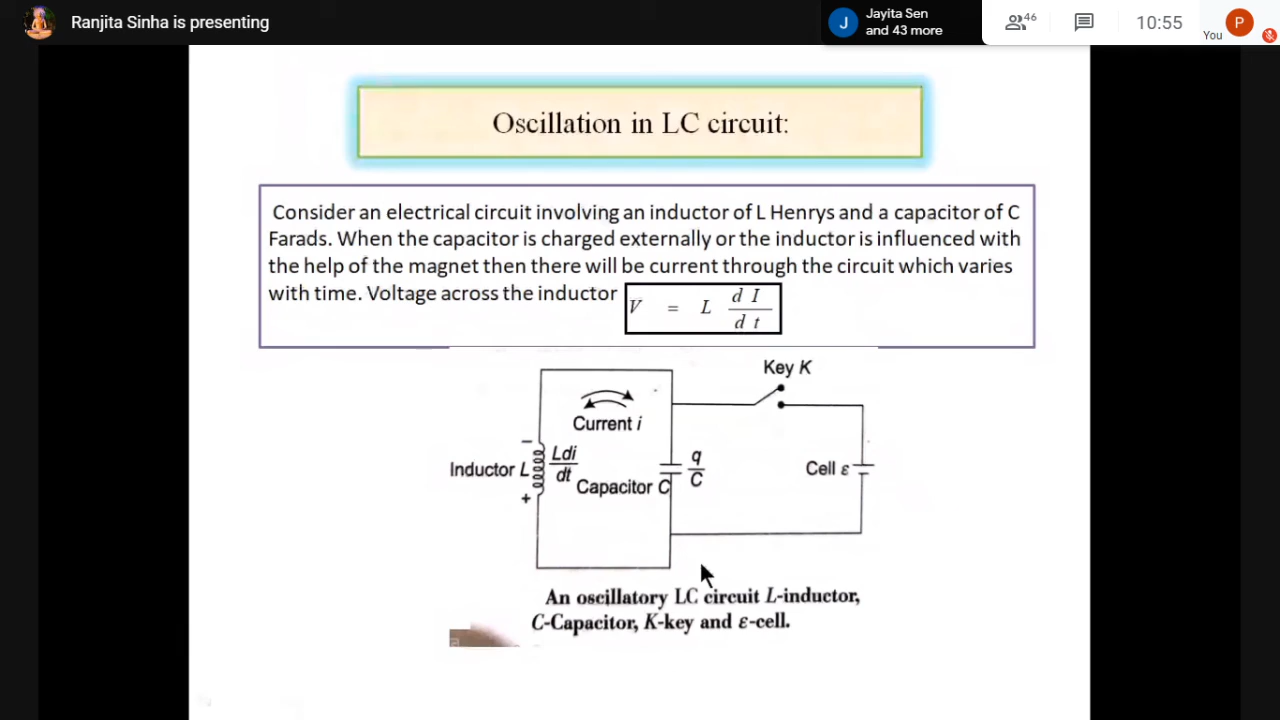 Ranjita Sinha is presenting
J
Jayita Sen
and 43 more
46
10:55
You
P
Oscillation in LC circuit:
Consider an electrical circuit involving an inductor of L Henrys and a capacitor of C
Farads. When the capacitor is charged externally or the inductor is influenced with
the help of the magnet then there will be current through the circuit which varies
with time. Voltage across the inductor V = L d I / d t
Key K
Current i
Inductor L
−
+
Ldi
dt
Capacitor C
q
C
Cell ε
An oscillatory LC circuit L-inductor,
C-Capacitor, K-key and ε-cell.